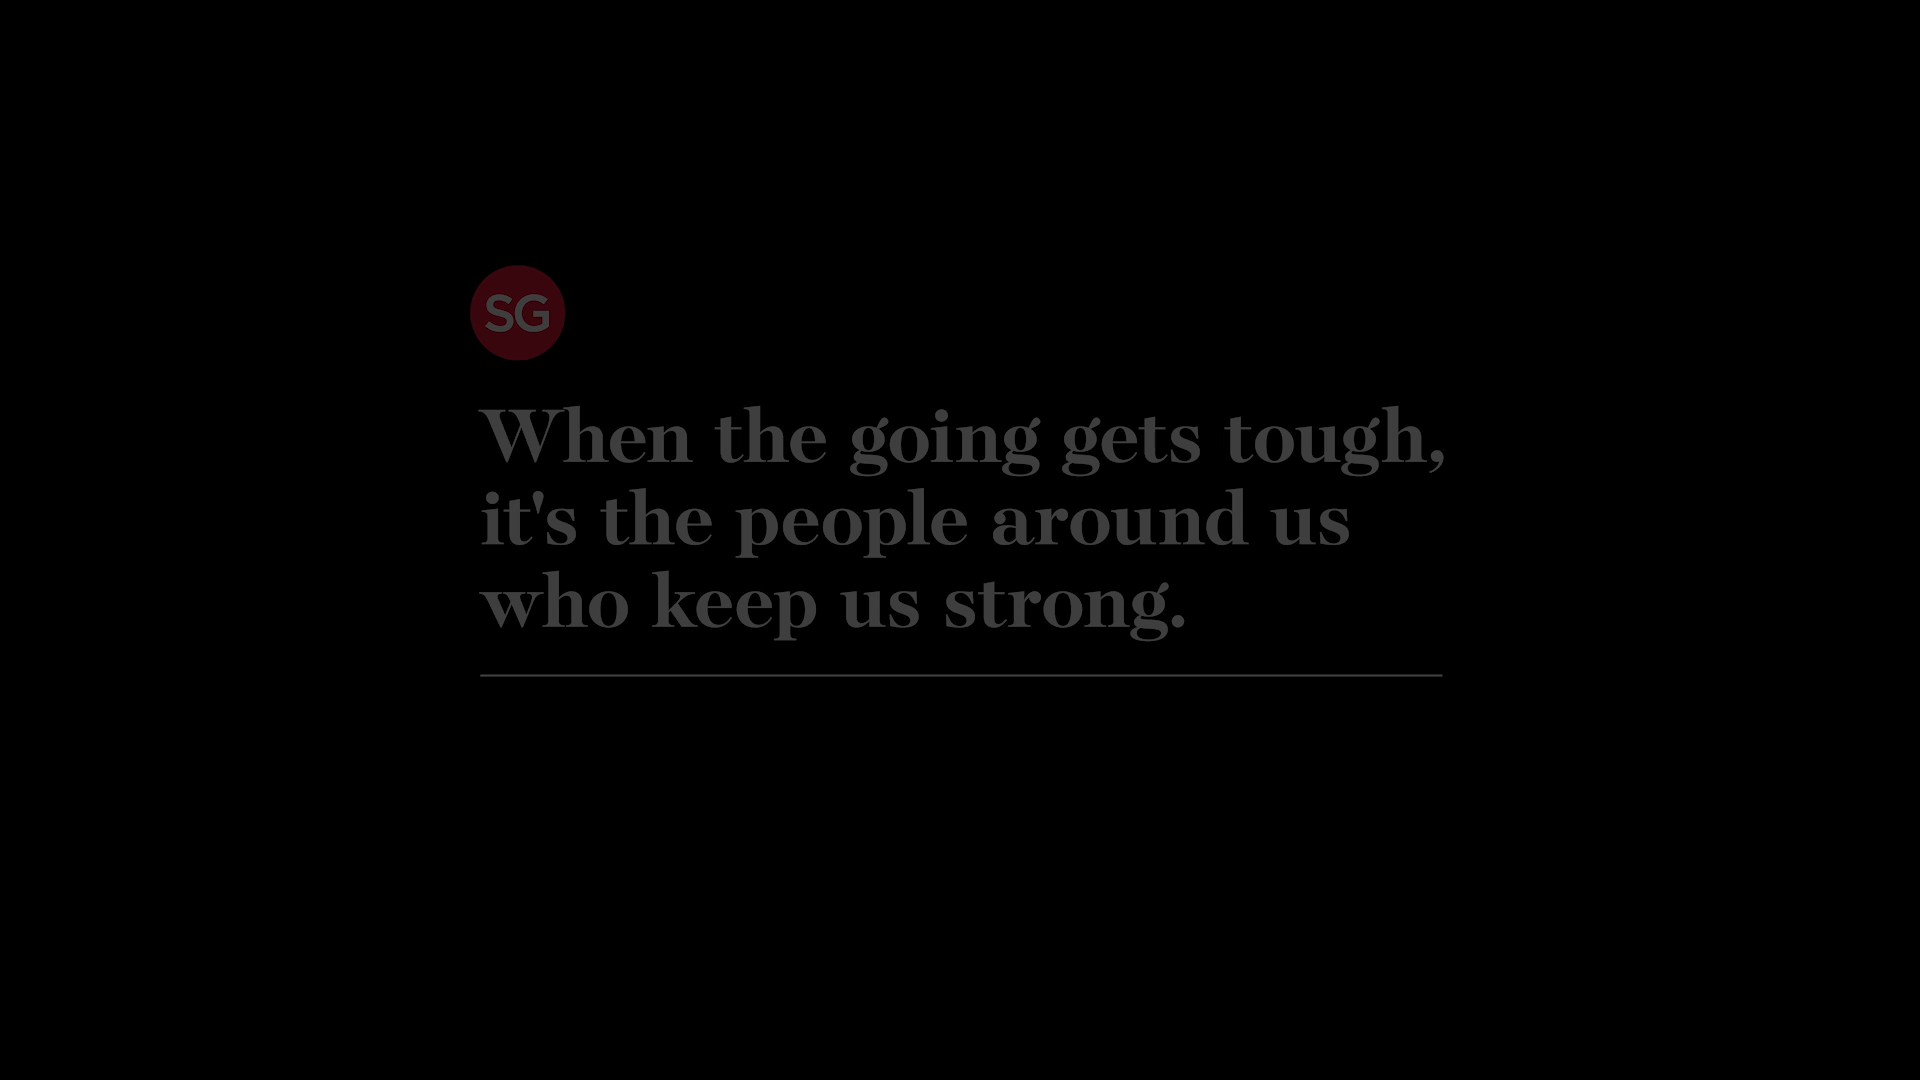 SG
When the going gets tough,
it's the people around us
who keep us strong.